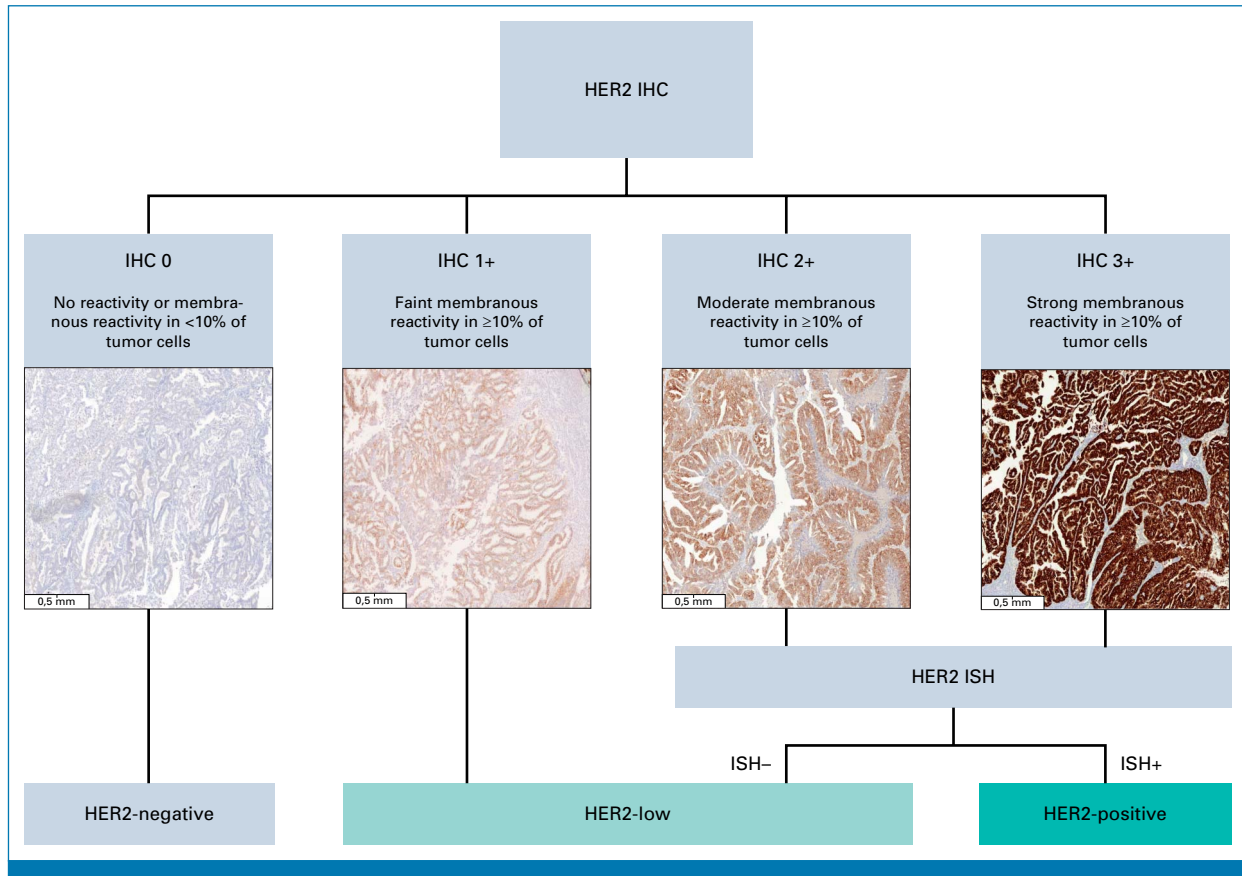 HER2 IHC
IHC 0
No reactivity or membra-
nous reactivity in <10% of
tumor cells
IHC 1+
Faint membranous
reactivity in ≥10% of
tumor cells
IHC 2+
Moderate membranous
reactivity in ≥10% of
tumor cells
IHC 3+
Strong membranous
reactivity in ≥10% of
tumor cells
0,5 mm
0,5 mm
0,5 mm
0,5 mm
HER2 ISH
ISH–
ISH+
HER2-negative
HER2-low
HER2-positive